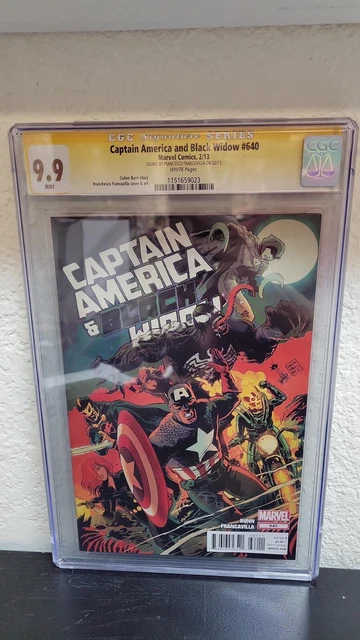 CGC Signature SERIES
9.9
MINT
Captain America and Black Widow #640
Marvel Comics, 2/13
SIGNED BY FRANCESCO FRANCAVILLA ON
WHITE Pages
Cullen Bunn story
Francesco Francavilla cover & art
1151659023
CGC
CAPTAIN
AMERICA
& BLACK
WIDOW!
BUNN
FRANCAVILLA
MARVEL
640